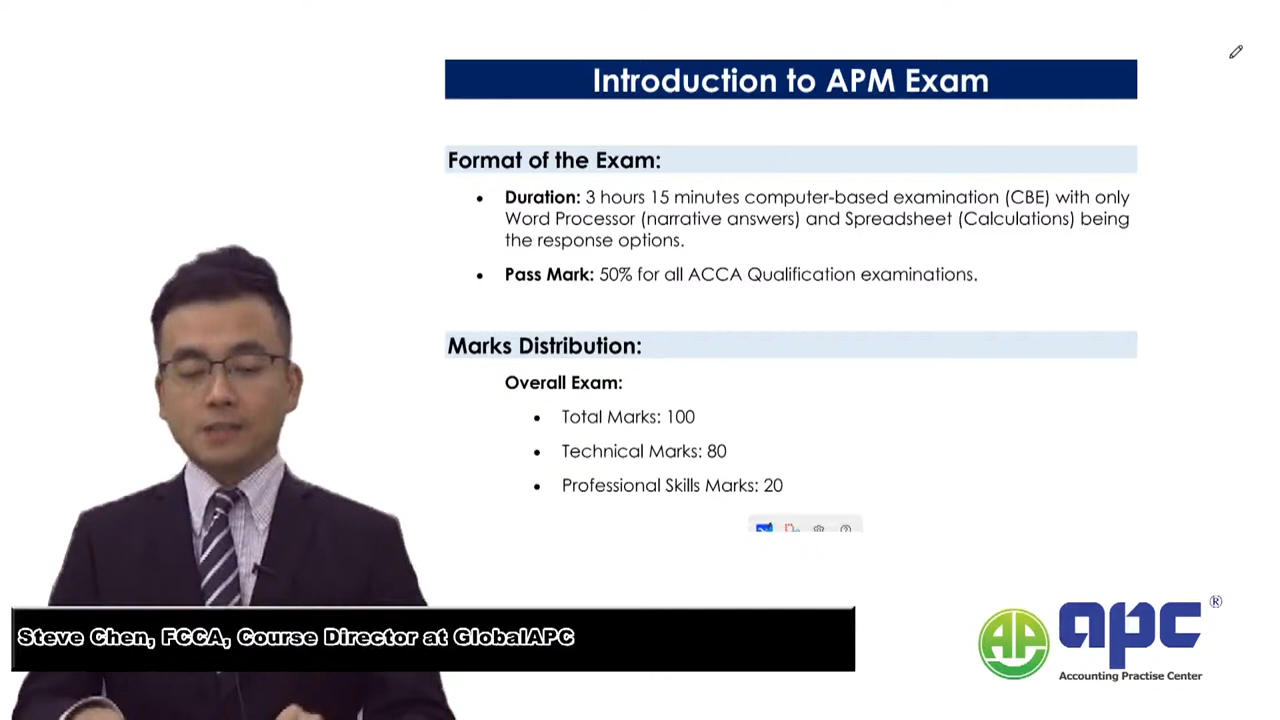 Introduction to APM Exam
Format of the Exam:
• Duration: 3 hours 15 minutes computer-based examination (CBE) with only
Word Processor (narrative answers) and Spreadsheet (Calculations) being
the response options.
• Pass Mark: 50% for all ACCA Qualification examinations.
Marks Distribution:
Overall Exam:
• Total Marks: 100
• Technical Marks: 80
• Professional Skills Marks: 20
Steve Chen, FCCA, Course Director at GlobalAPC
AP
apc®
Accounting Practise Center